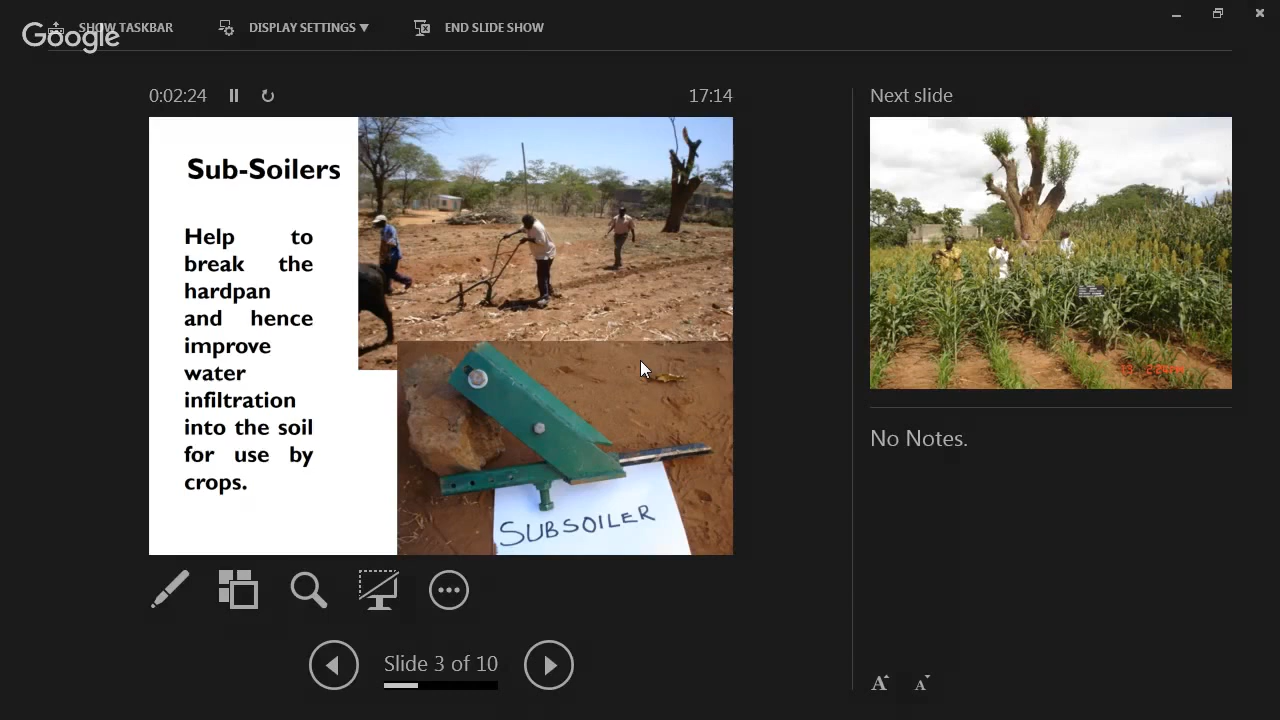 Google
SHOW TASKBAR
DISPLAY SETTINGS
END SLIDE SHOW
0:02:24
17:14
Next slide
Sub-Soilers
Help to
break the
hardpan
and hence
improve
water
infiltration
into the soil
for use by
crops.
SUBSOILER
No Notes.
Slide 3 of 10
A
A